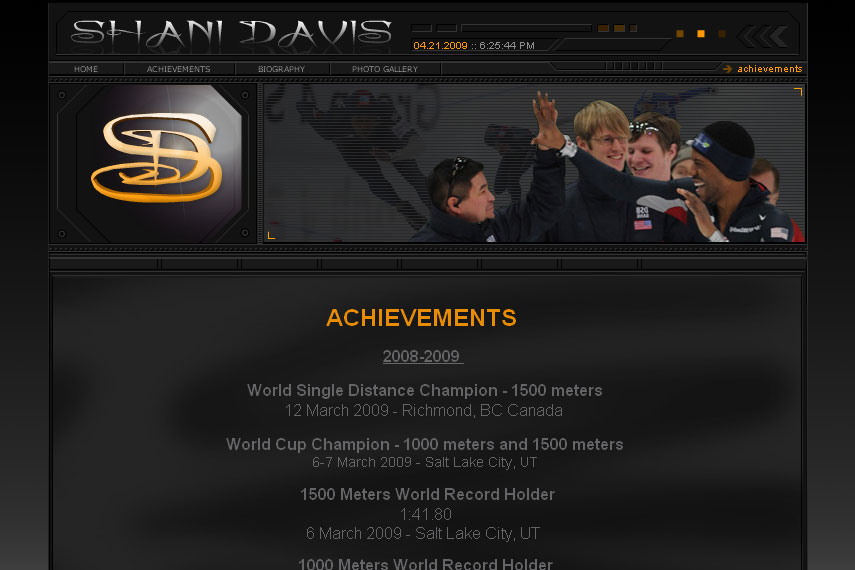 SHANI DAVIS
04.21.2009 :: 6:25:44 PM
HOME ACHIEVEMENTS BIOGRAPHY PHOTO GALLERY
achievements
SD
ACHIEVEMENTS
2008-2009
World Single Distance Champion - 1500 meters
12 March 2009 - Richmond, BC Canada
World Cup Champion - 1000 meters and 1500 meters
6-7 March 2009 - Salt Lake City, UT
1500 Meters World Record Holder
1:41.80
6 March 2009 - Salt Lake City, UT
1000 Meters World Record Holder